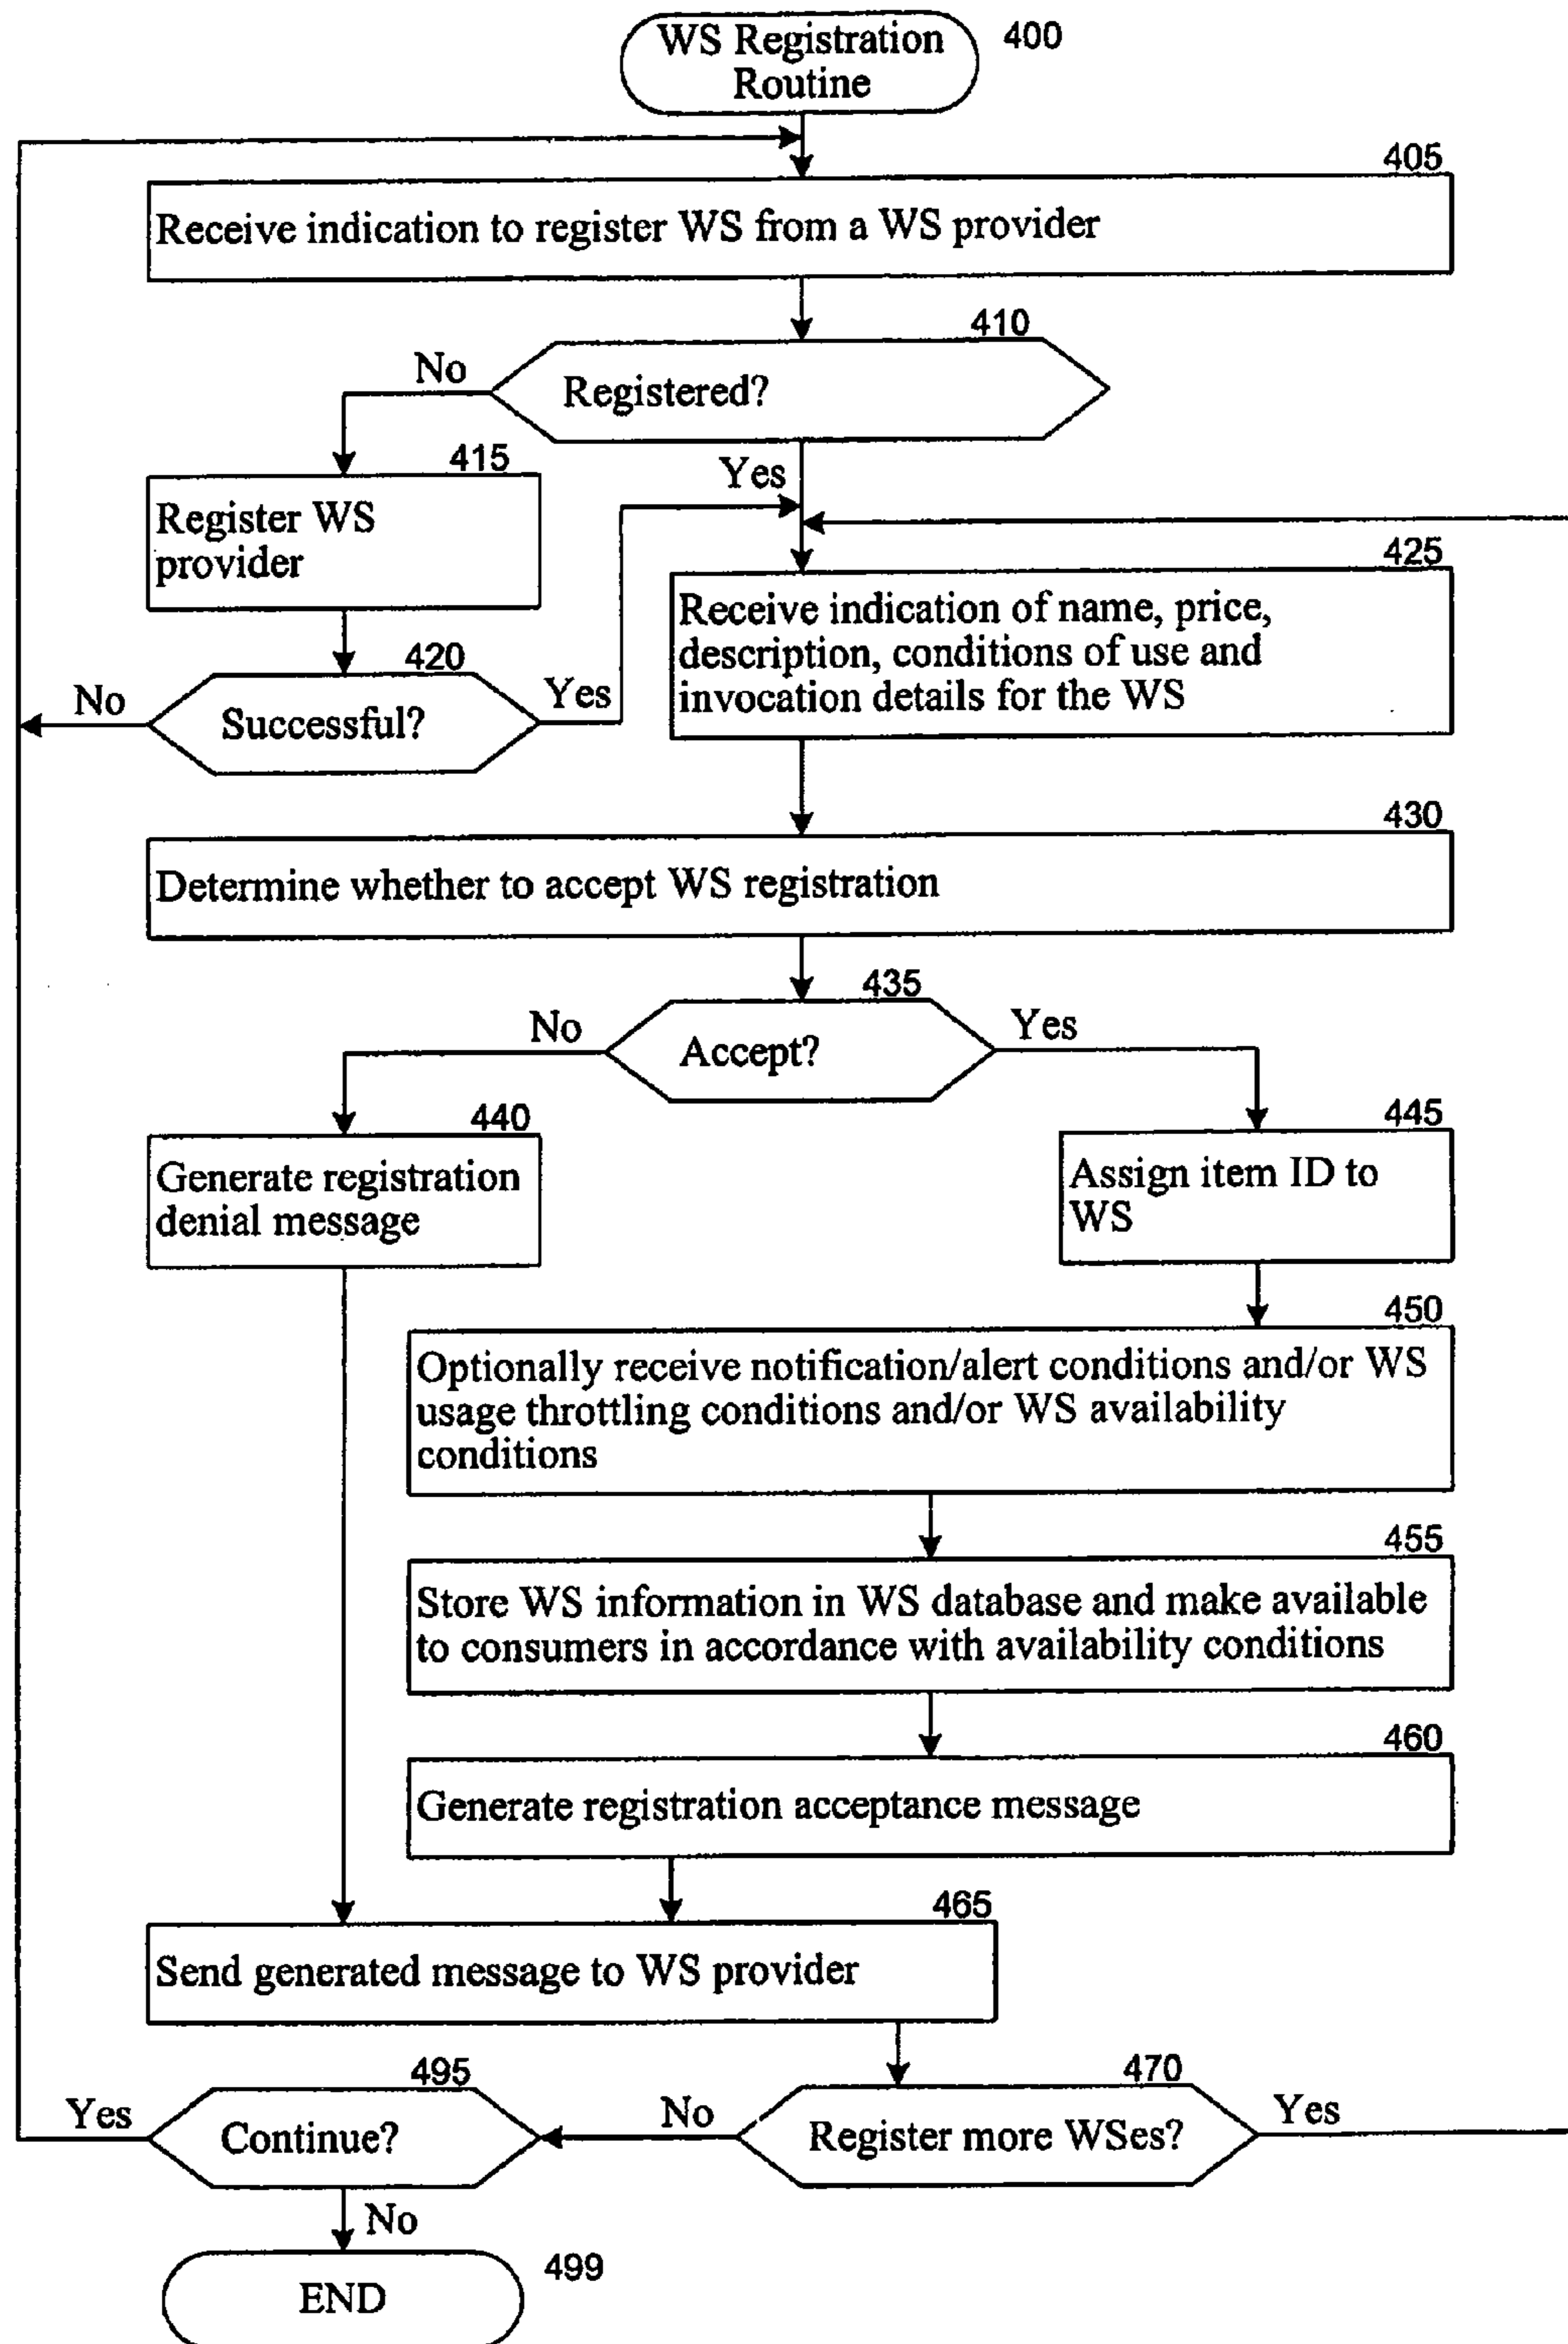 WS Registration
Routine
400
405
Receive indication to register WS from a WS provider
410
No
Registered?
415
Yes
Register WS
provider
425
Receive indication of name, price,
description, conditions of use and
invocation details for the WS
420
No
Successful?
Yes
430
Determine whether to accept WS registration
435
No
Accept?
Yes
440
Generate registration
denial message
445
Assign item ID to
WS
450
Optionally receive notification/alert conditions and/or WS
usage throttling conditions and/or WS availability
conditions
455
Store WS information in WS database and make available
to consumers in accordance with availability conditions
460
Generate registration acceptance message
465
Send generated message to WS provider
495
470
Yes
Continue?
No
Register more WSes?
Yes
No
END
499